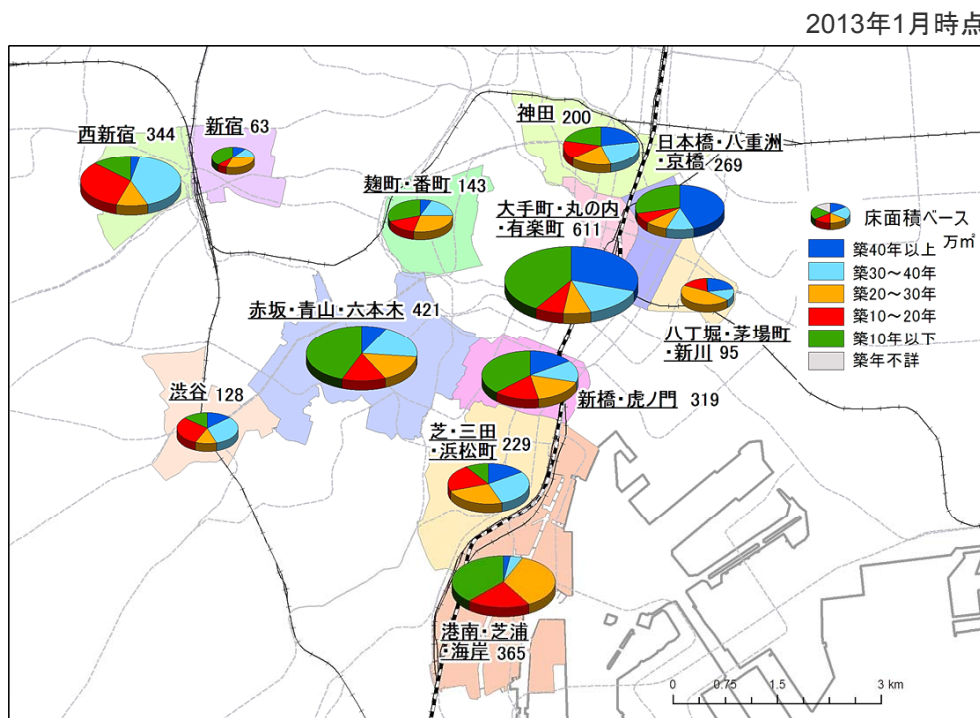 2013年1月時点
西新宿 344
新宿 63
神田 200
日本橋・八重洲
・京橋 269
麹町・番町 143
大手町・丸の内
・有楽町 611
床面積ベース
万㎡
築40年以上
築30～40年
築20～30年
築10～20年
築10年以下
築年不詳
赤坂・青山・六本木 421
八丁堀・茅場町
・新川 95
渋谷 128
新橋・虎ノ門 319
芝・三田
・浜松町 229
港南・芝浦
・海岸 365
0 0.75 1.5 3 km